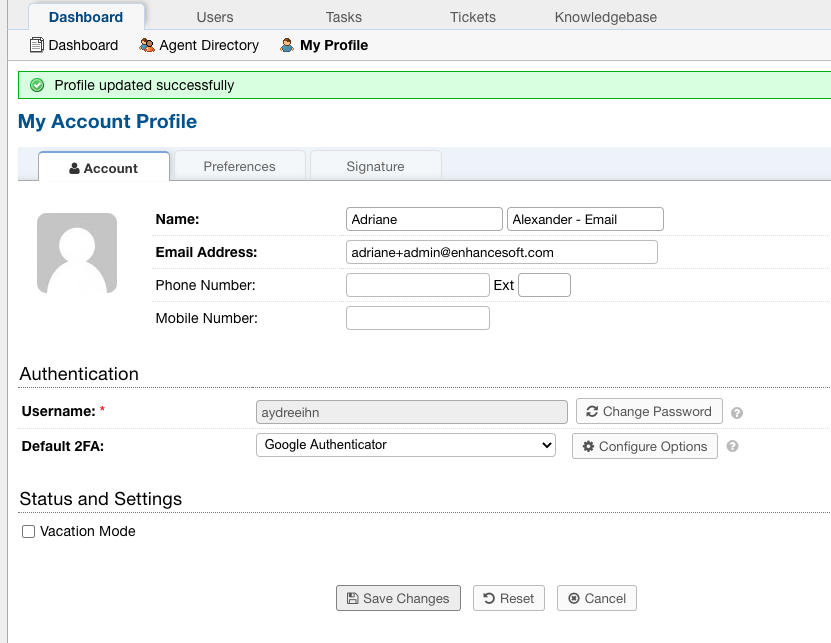 Dashboard Users Tasks Tickets Knowledgebase
Dashboard Agent Directory My Profile
Profile updated successfully
My Account Profile
Account Preferences Signature
Name: Adriane Alexander - Email
Email Address: adriane+admin@enhancesoft.com
Phone Number: Ext
Mobile Number:
Authentication
Username: * aydreeihn Change Password ?
Default 2FA: Google Authenticator Configure Options ?
Status and Settings
Vacation Mode
Save Changes Reset Cancel